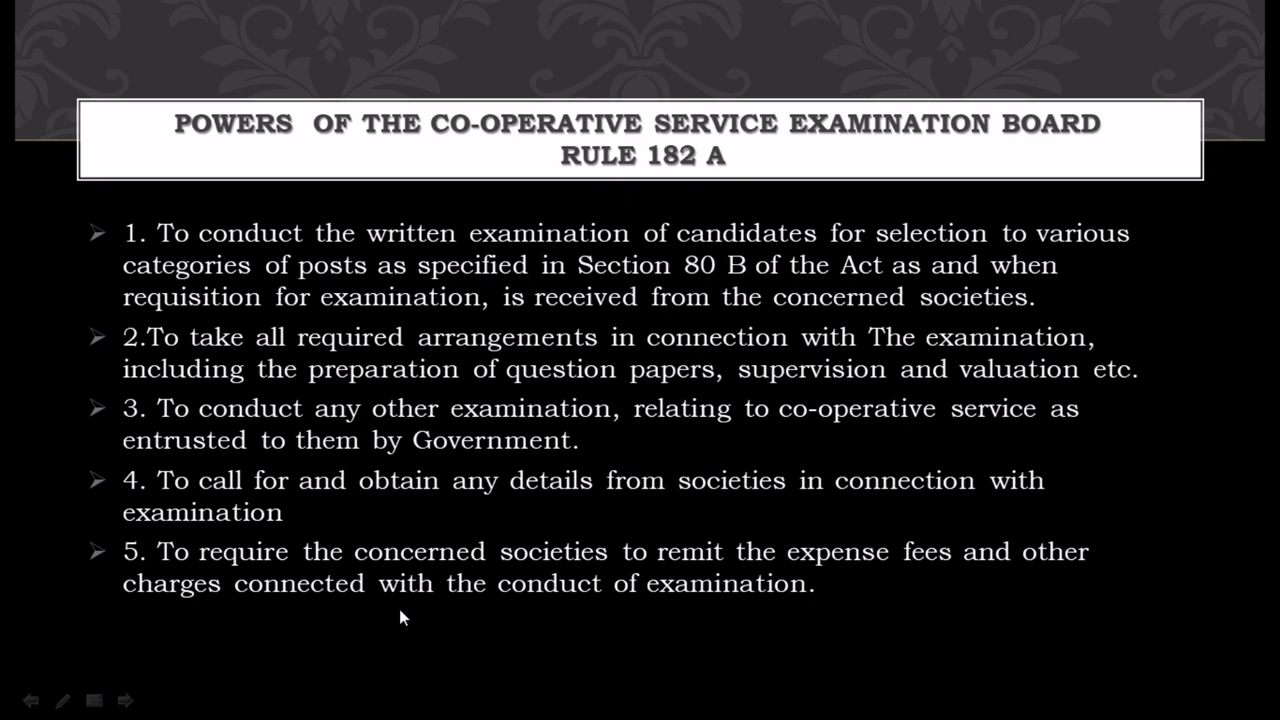 POWERS OF THE CO-OPERATIVE SERVICE EXAMINATION BOARD
RULE 182 A
1. To conduct the written examination of candidates for selection to various
categories of posts as specified in Section 80 B of the Act as and when
requisition for examination, is received from the concerned societies.
2.To take all required arrangements in connection with The examination,
including the preparation of question papers, supervision and valuation etc.
3. To conduct any other examination, relating to co-operative service as
entrusted to them by Government.
4. To call for and obtain any details from societies in connection with
examination
5. To require the concerned societies to remit the expense fees and other
charges connected with the conduct of examination.